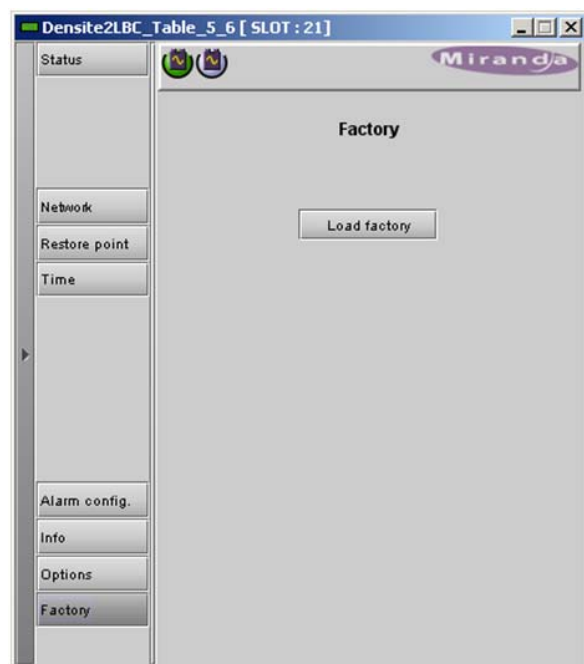 Densite2LBC_Table_5_6 [ SLOT : 21]
Status
Miranda
Factory
Network
Load factory
Restore point
Time
Alarm config.
Info
Options
Factory